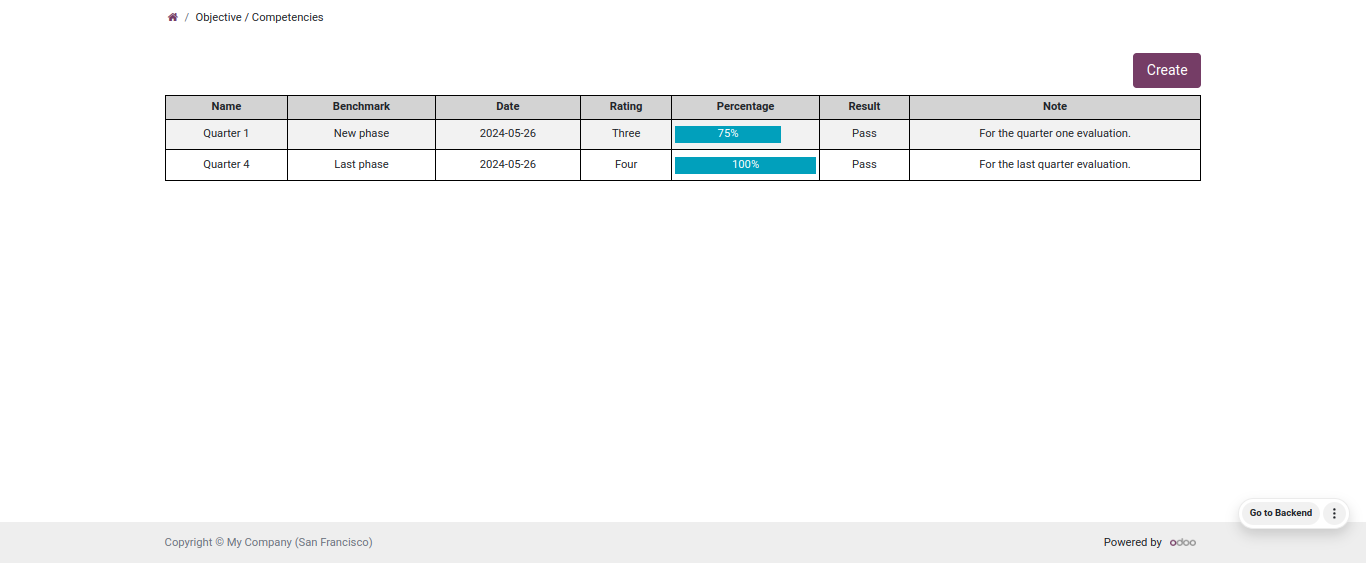 / Objective / Competencies
Create
Name Benchmark Date Rating Percentage Result Note
Quarter 1 New phase 2024-05-26 Three 75% Pass For the quarter one evaluation.
Quarter 4 Last phase 2024-05-26 Four 100% Pass For the last quarter evaluation.
Go to Backend
Copyright © My Company (San Francisco) Powered by odoo